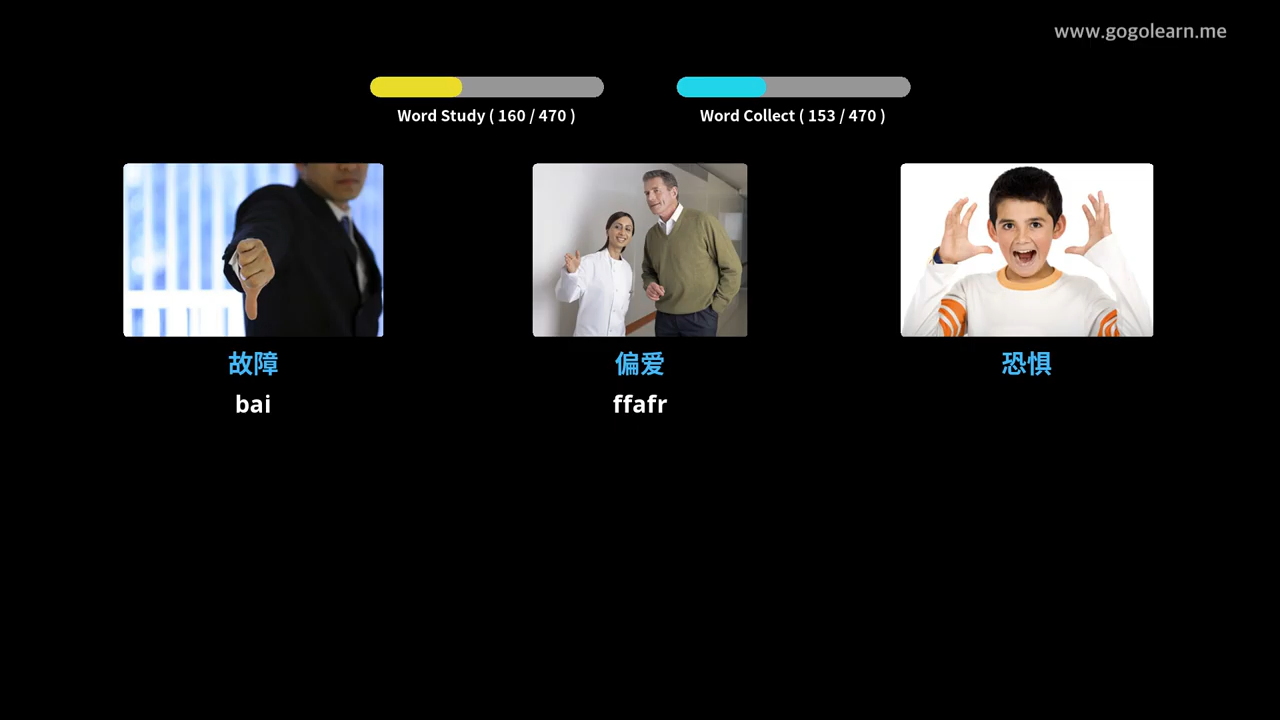 www.gogolearn.me
Word Study ( 160 / 470 )
Word Collect ( 153 / 470 )
故障
偏爱
恐惧
bai
ffafr